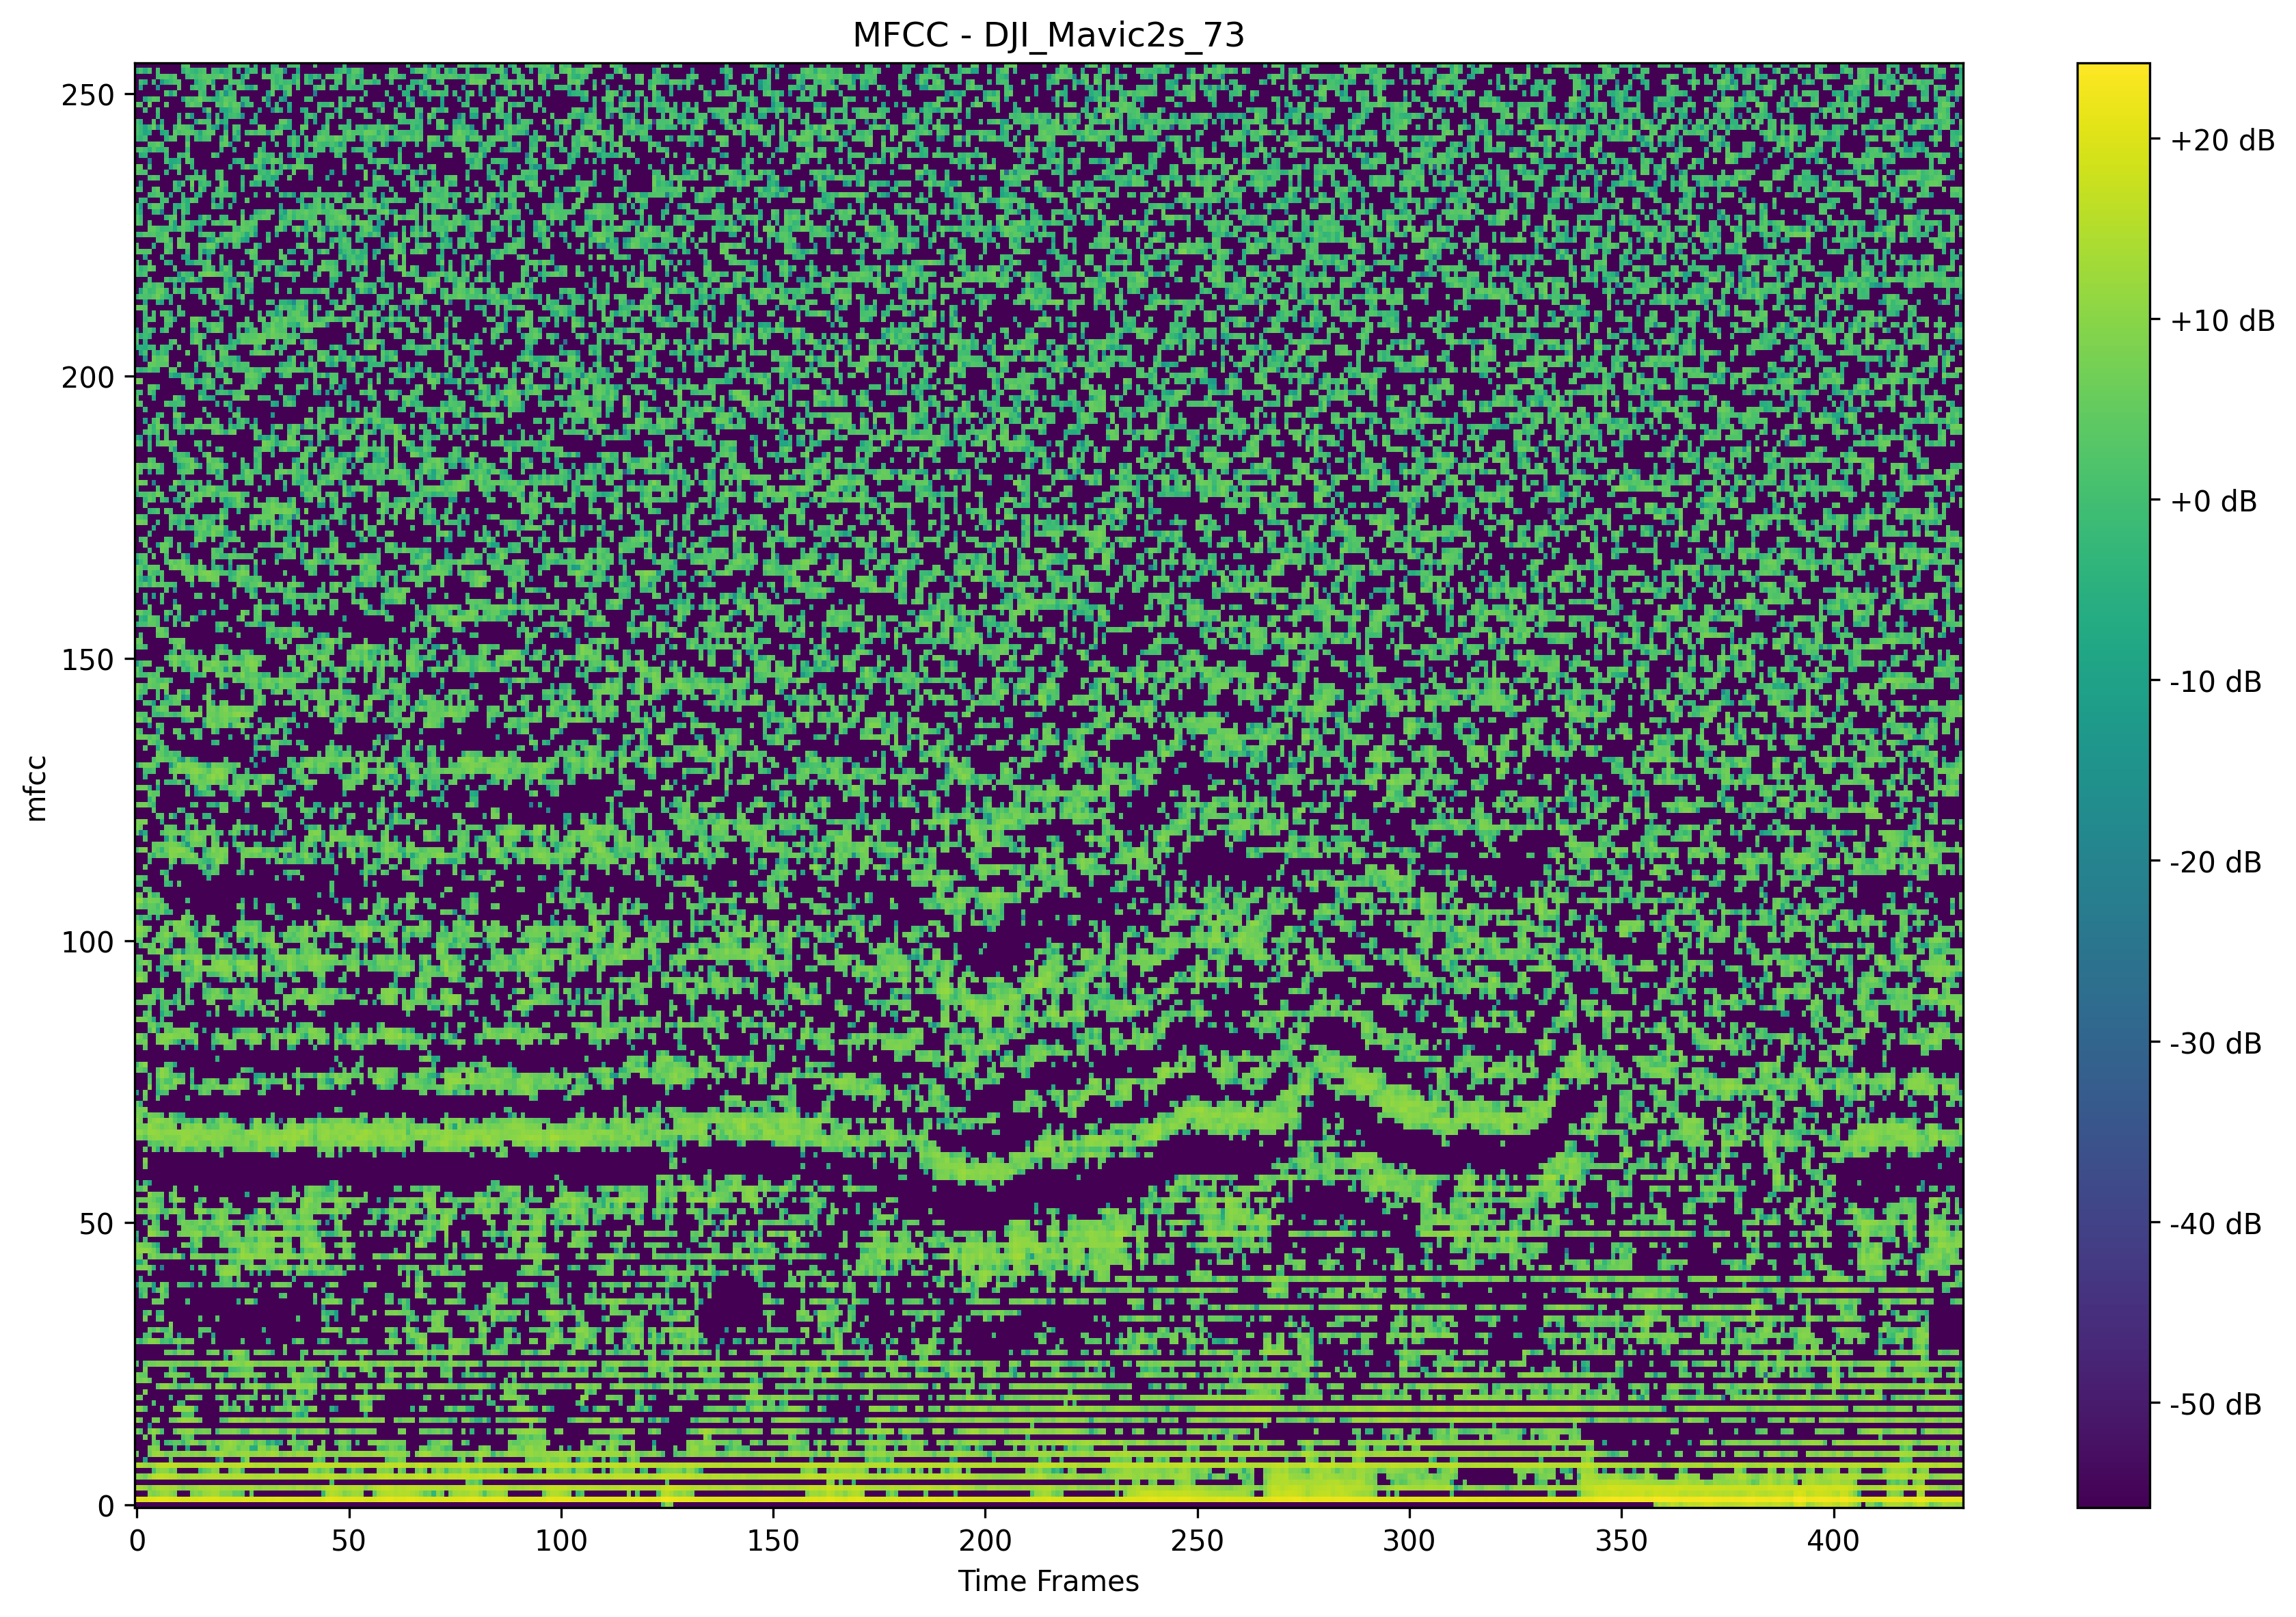 MFCC - DJI_Mavic2s_73
250
200
150
100
50
0
mfcc
0 50 100 150 200 250 300 350 400
Time Frames
+20 dB
+10 dB
+0 dB
-10 dB
-20 dB
-30 dB
-40 dB
-50 dB